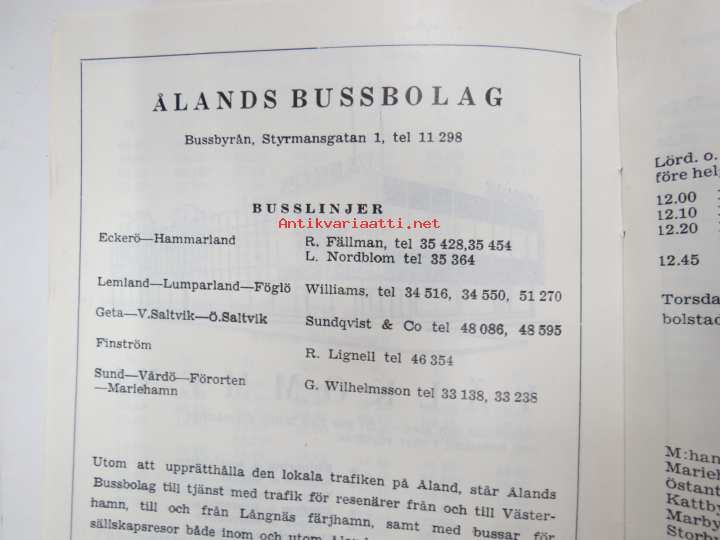 ÅLANDS BUSSBOLAG
Bussbyrån, Styrmansgatan 1, tel 11 298
BUSSLINJER
Antikvariaatti.net
Eckerö—Hammarland R. Fällman, tel 35 428,35 454
L. Nordblom tel 35 364
Lemland—Lumparland—Föglö Williams, tel 34 516, 34 550, 51 270
Geta—V.Saltvik—Ö.Saltvik Sundqvist & Co tel 48 086, 48 595
Finström R. Lignell tel 46 354
Sund—Vårdö—Förorten G. Wilhelmsson tel 33 138, 33 238
—Mariehamn
Utom att upprätthålla den lokala trafiken på Åland, står Ålands
Bussbolag till tjänst med trafik för resenärer från och till Väster-
hamn, till och från Långnäs färjhamn, samt med bussar för
sällskapsresor både inom och utom
Lörd. o.
före hel
12.00
12.10
12.20
12.45
Torsda
bolstad
M:han
Marieh
Östant
Kattby
Marby
Storby